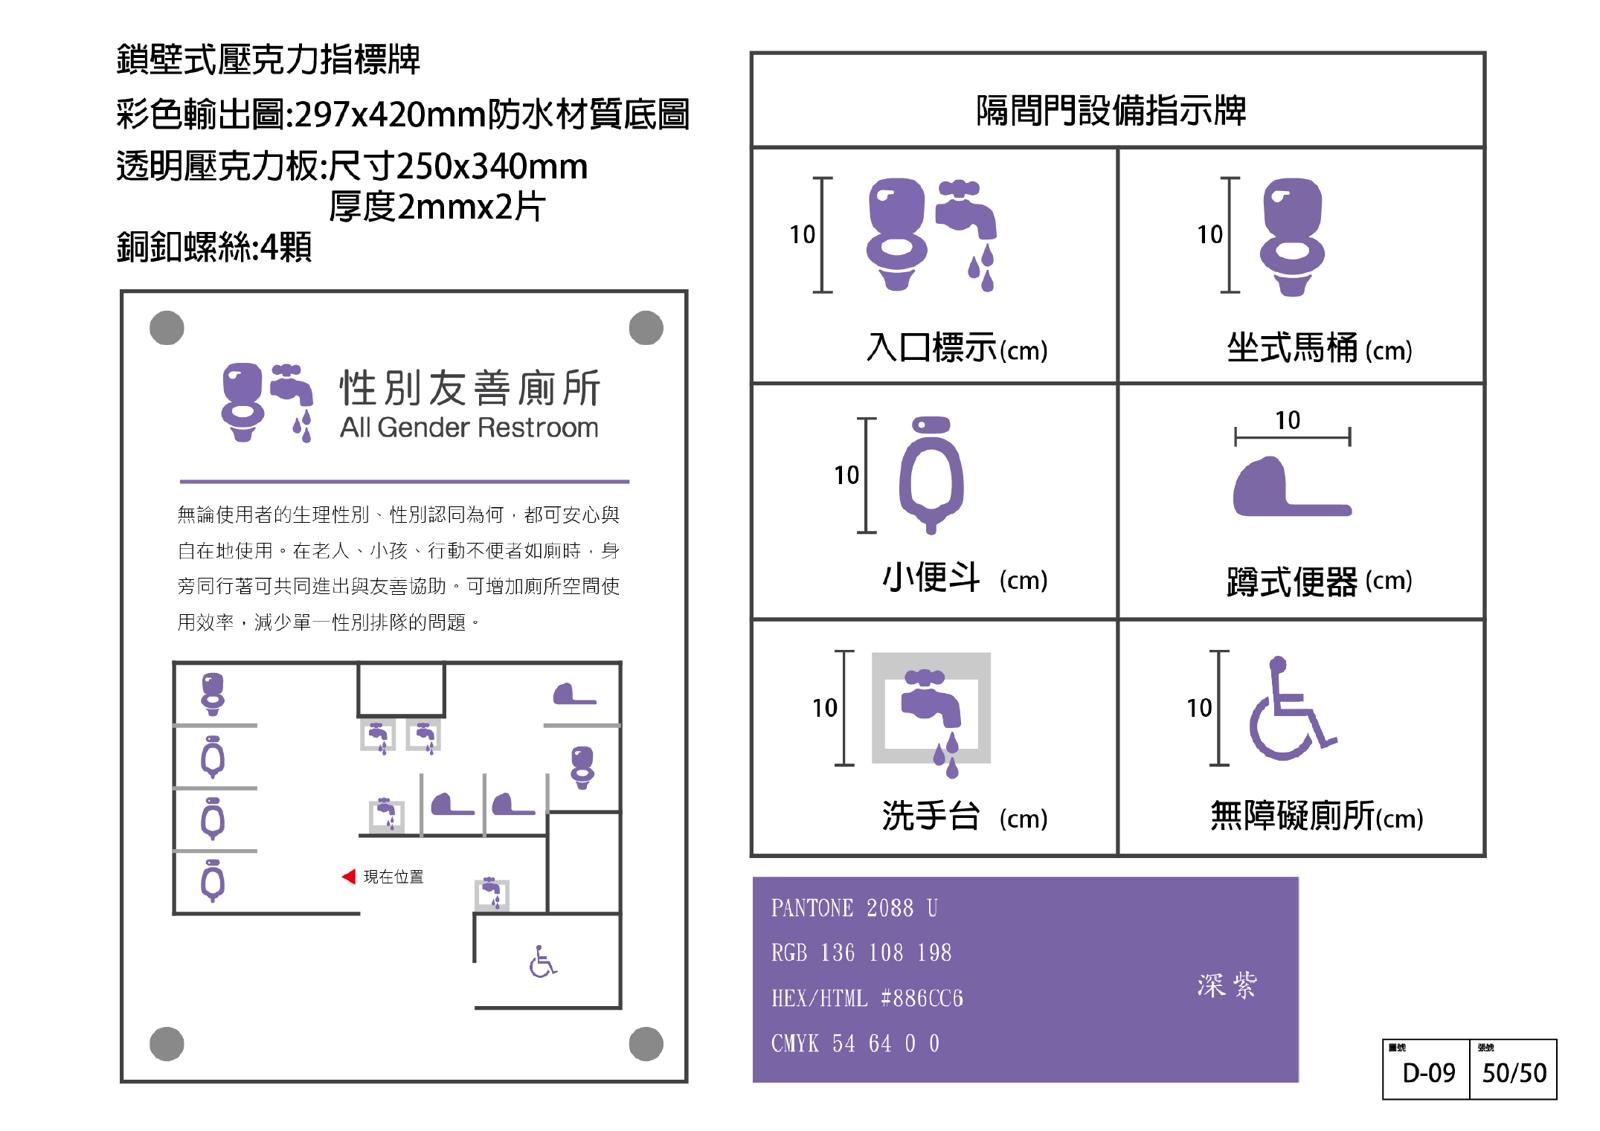 鎖壁式壓克力指標牌
彩色輸出圖:297x420mm防水材質底圖
透明壓克力板:尺寸250x340mm
厚度2mmx2片
銅釦螺絲:4顆
性別友善廁所
All Gender Restroom
無論使用者的生理性別、性別認同為何，都可安心與
自在地使用。在老人、小孩、行動不便者如廁時，身
旁同行著可共同進出與友善協助。可增加廁所空間使
用效率，減少單一性別排隊的問題。
現在位置
隔間門設備指示牌
10
入口標示(cm)
10
坐式馬桶 (cm)
10
小便斗 (cm)
10
蹲式便器 (cm)
10
洗手台 (cm)
10
無障礙廁所(cm)
PANTONE 2088 U
RGB 136 108 198
HEX/HTML #886CC6
CMYK 54 64 0 0
深紫
圖號
D-09
張號
50/50